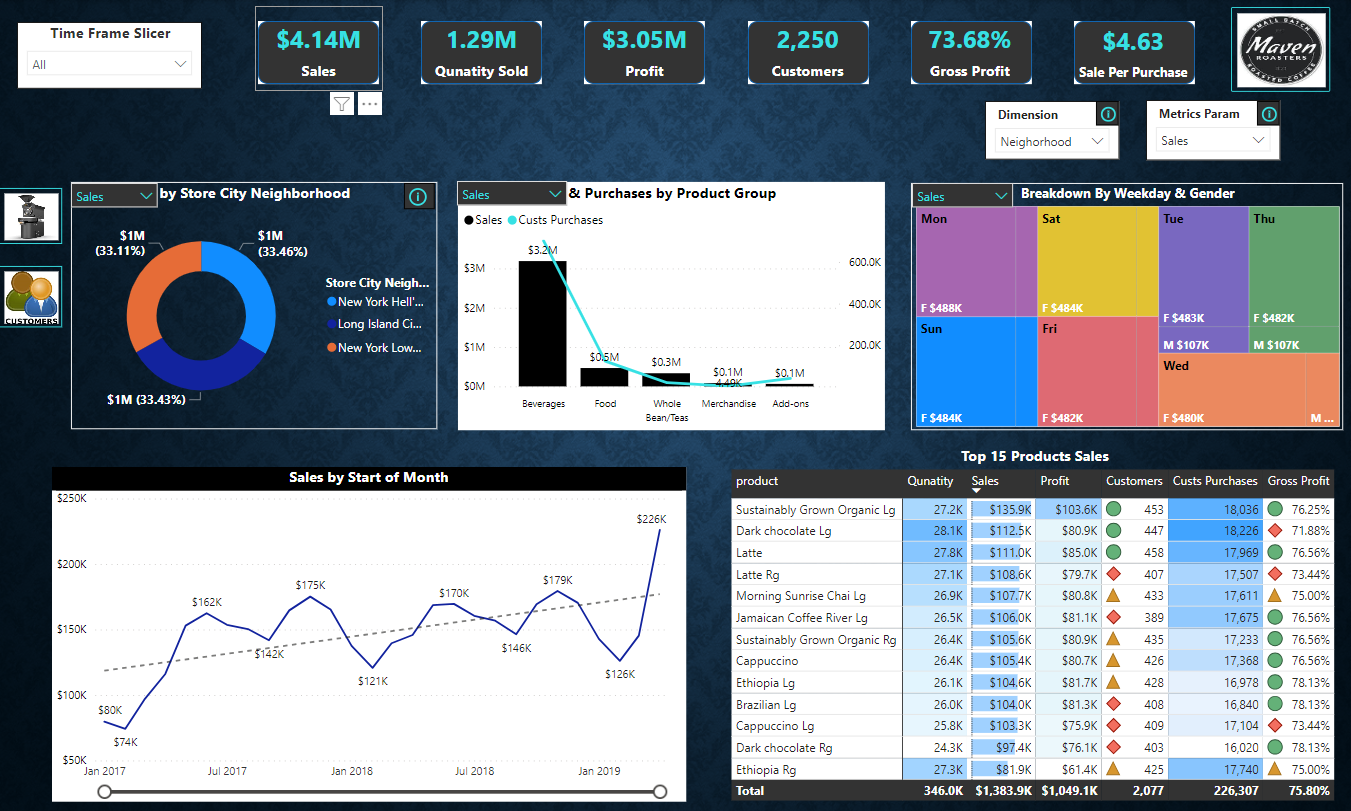 Time Frame Slicer
All
$4.14M
Sales
1.29M
Qunatity Sold
$3.05M
Profit
2,250
Customers
73.68%
Gross Profit
$4.63
Sale Per Purchase
SMALL BATCH
Maven
ROASTERS
ROASTED COFFEE
Dimension
Neighorhood
Metrics Param
Sales
CUSTOMERS
Sales
by Store City Neighborhood
$1M
(33.11%)
$1M
(33.46%)
$1M (33.43%)
Store City Neigh...
New York Hell'...
Long Island Ci...
New York Low...
Sales
& Purchases by Product Group
Sales
Custs Purchases
$3M
$2M
$1M
$0M
600.0K
400.0K
200.0K
$3.2M
$0.5M
$0.3M
$0.1M
4.49K
$0.1M
Beverages
Food
Whole
Bean/Teas
Merchandise
Add-ons
Sales
Breakdown By Weekday & Gender
Mon
F $488K
Sat
F $484K
Tue
F $483K
M $107K
Thu
F $482K
M $107K
Sun
F $484K
Fri
F $482K
Wed
F $480K
M ...
Sales by Start of Month
$250K
$200K
$150K
$100K
$50K
$80K
$74K
$162K
$142K
$175K
$121K
$170K
$146K
$179K
$126K
$226K
Jan 2017
Jul 2017
Jan 2018
Jul 2018
Jan 2019
Top 15 Products Sales
product Qunatity Sales Profit Customers Custs Purchases Gross Profit
Sustainably Grown Organic Lg 27.2K $135.9K $103.6K 453 18,036 76.25%
Dark chocolate Lg 28.1K $112.5K $80.9K 447 18,226 71.88%
Latte 27.8K $111.0K $85.0K 458 17,969 76.56%
Latte Rg 27.1K $108.6K $79.7K 407 17,507 73.44%
Morning Sunrise Chai Lg 26.9K $107.7K $80.8K 433 17,611 75.00%
Jamaican Coffee River Lg 26.5K $106.0K $81.1K 389 17,675 76.56%
Sustainably Grown Organic Rg 26.4K $105.6K $80.9K 435 17,233 76.56%
Cappuccino 26.4K $105.4K $80.7K 426 17,368 76.56%
Ethiopia Lg 26.1K $104.6K $81.7K 428 16,978 78.13%
Brazilian Lg 26.0K $104.0K $81.3K 408 16,840 78.13%
Cappuccino Lg 25.8K $103.3K $75.9K 409 17,104 73.44%
Dark chocolate Rg 24.3K $97.4K $76.1K 403 16,020 78.13%
Ethiopia Rg 27.3K $81.9K $61.4K 425 17,740 75.00%
Total 346.0K $1,383.9K $1,049.1K 2,077 226,307 75.80%